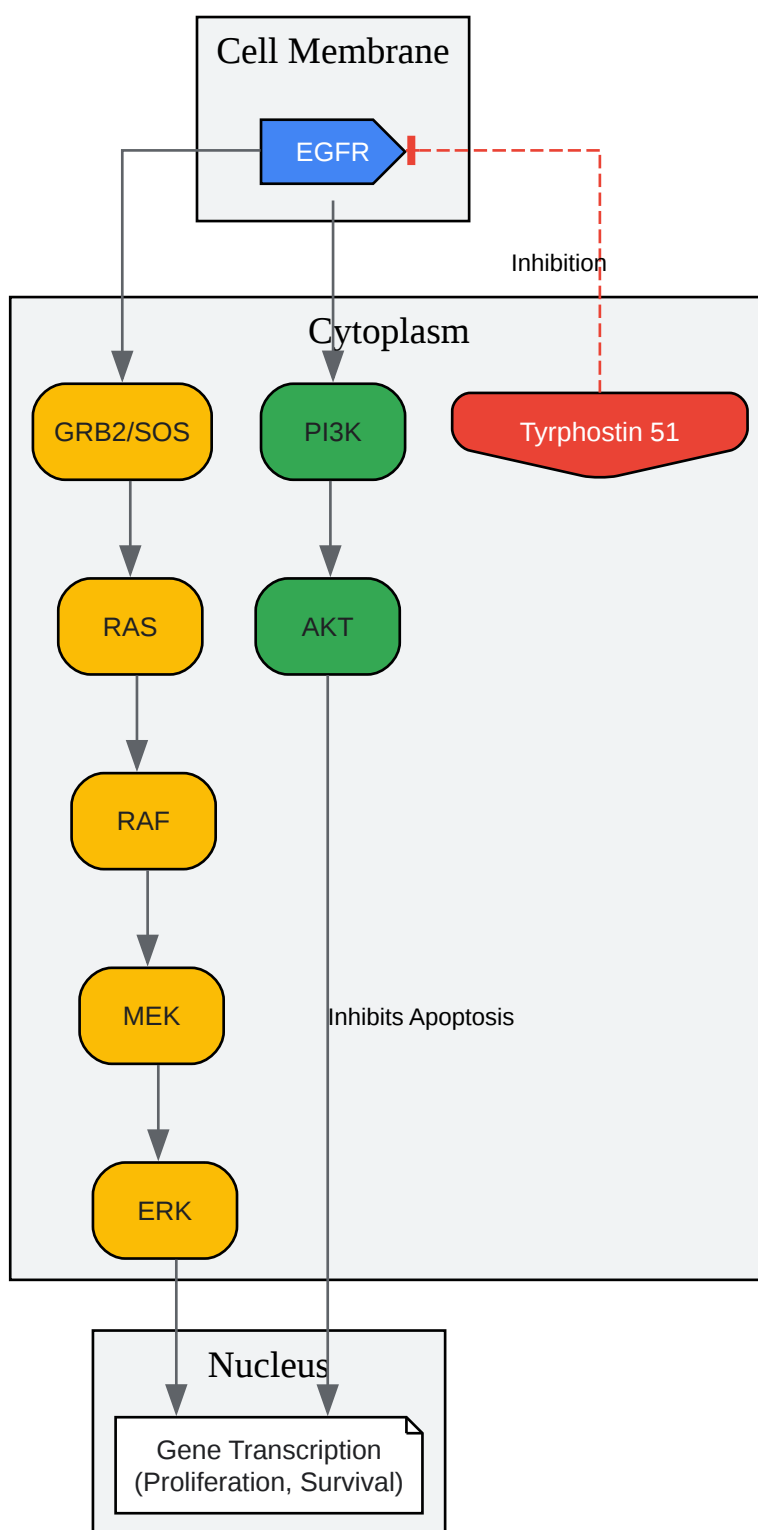 Cell Membrane
EGFR
Inhibition
Cytoplasm
GRB2/SOS
PI3K
Tyrphostin 51
RAS
AKT
RAF
MEK
Inhibits Apoptosis
ERK
Nucleus
Gene Transcription
(Proliferation, Survival)